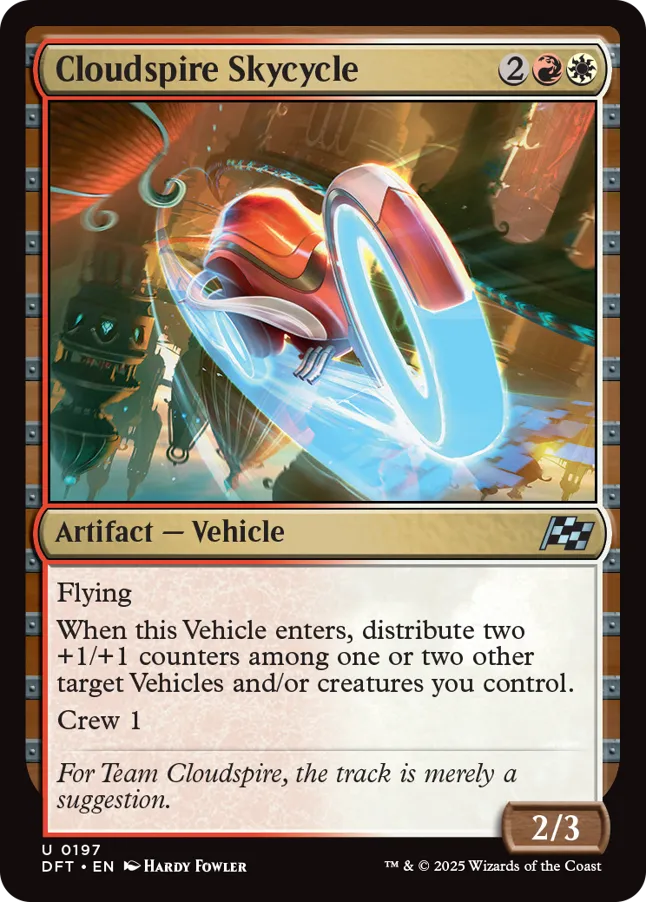 Cloudspire Skycycle 2
Artifact — Vehicle
Flying
When this Vehicle enters, distribute two
+1/+1 counters among one or two other
target Vehicles and/or creatures you control.
Crew 1
For Team Cloudspire, the track is merely a
suggestion.
2/3
U 0197
DFT • EN Hardy Fowler
™ & © 2025 Wizards of the Coast